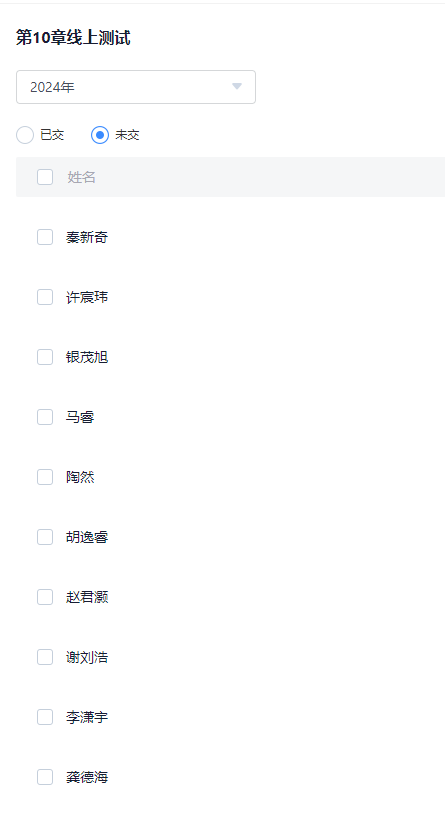 第10章线上测试
2024年
已交 未交
姓名
秦新奇
许宸玮
银茂旭
马睿
陶然
胡逸睿
赵君灏
谢刘浩
李潇宇
龚德海